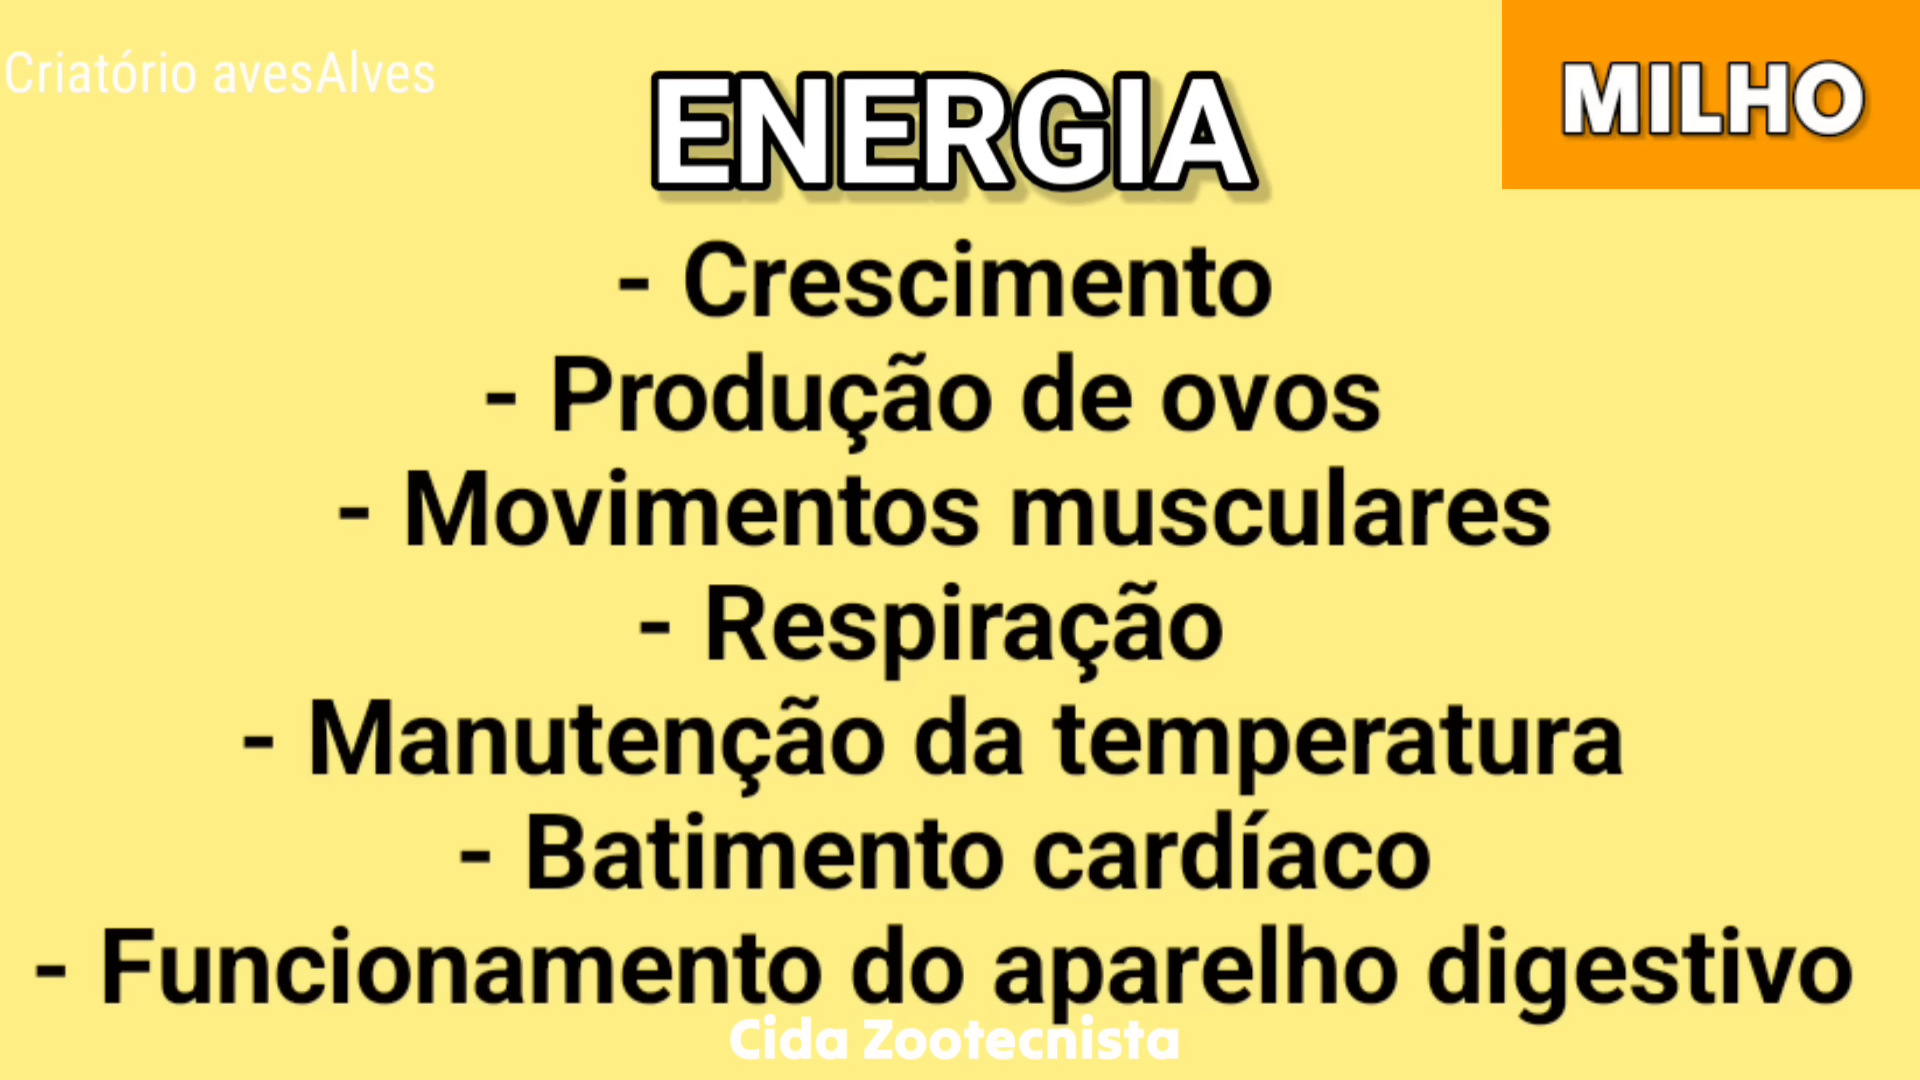 Criatório avesAlves
ENERGIA
MILHO
- Crescimento
- Produção de ovos
- Movimentos musculares
- Respiração
- Manutenção da temperatura
- Batimento cardíaco
- Funcionamento do aparelho digestivo
Cida Zootecnista